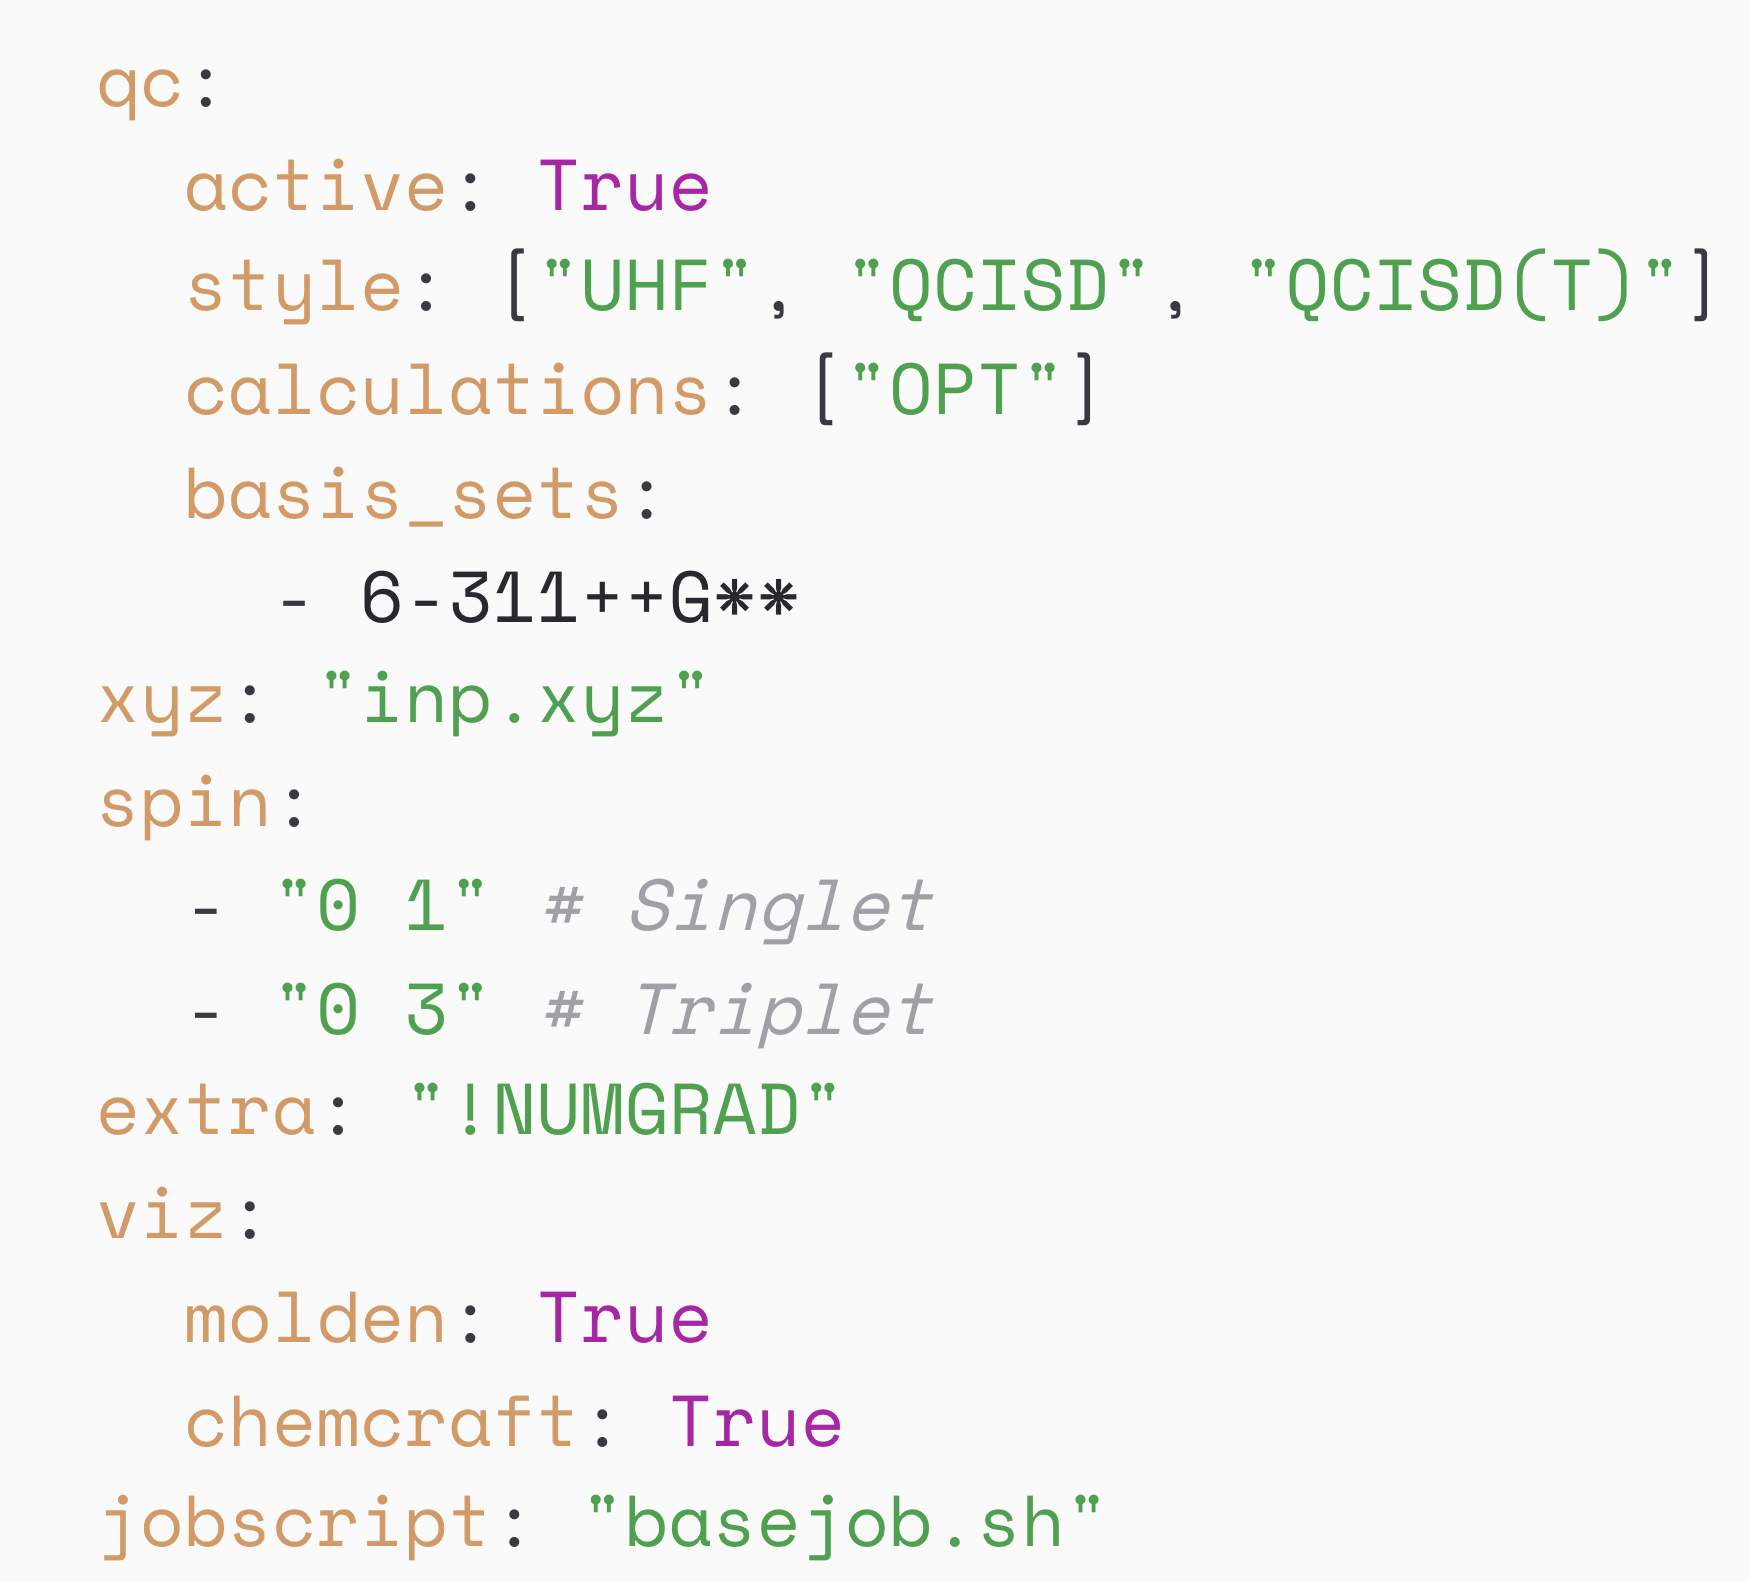 qc:
  active: True
  style: ["UHF", "QCISD", "QCISD(T)"]
  calculations: ["OPT"]
  basis_sets:
    - 6-311++G**
xyz: "inp.xyz"
spin:
  - "0 1" # Singlet
  - "0 3" # Triplet
extra: "!NUMGRAD"
viz:
  molden: True
  chemcraft: True
jobscript: "basejob.sh"